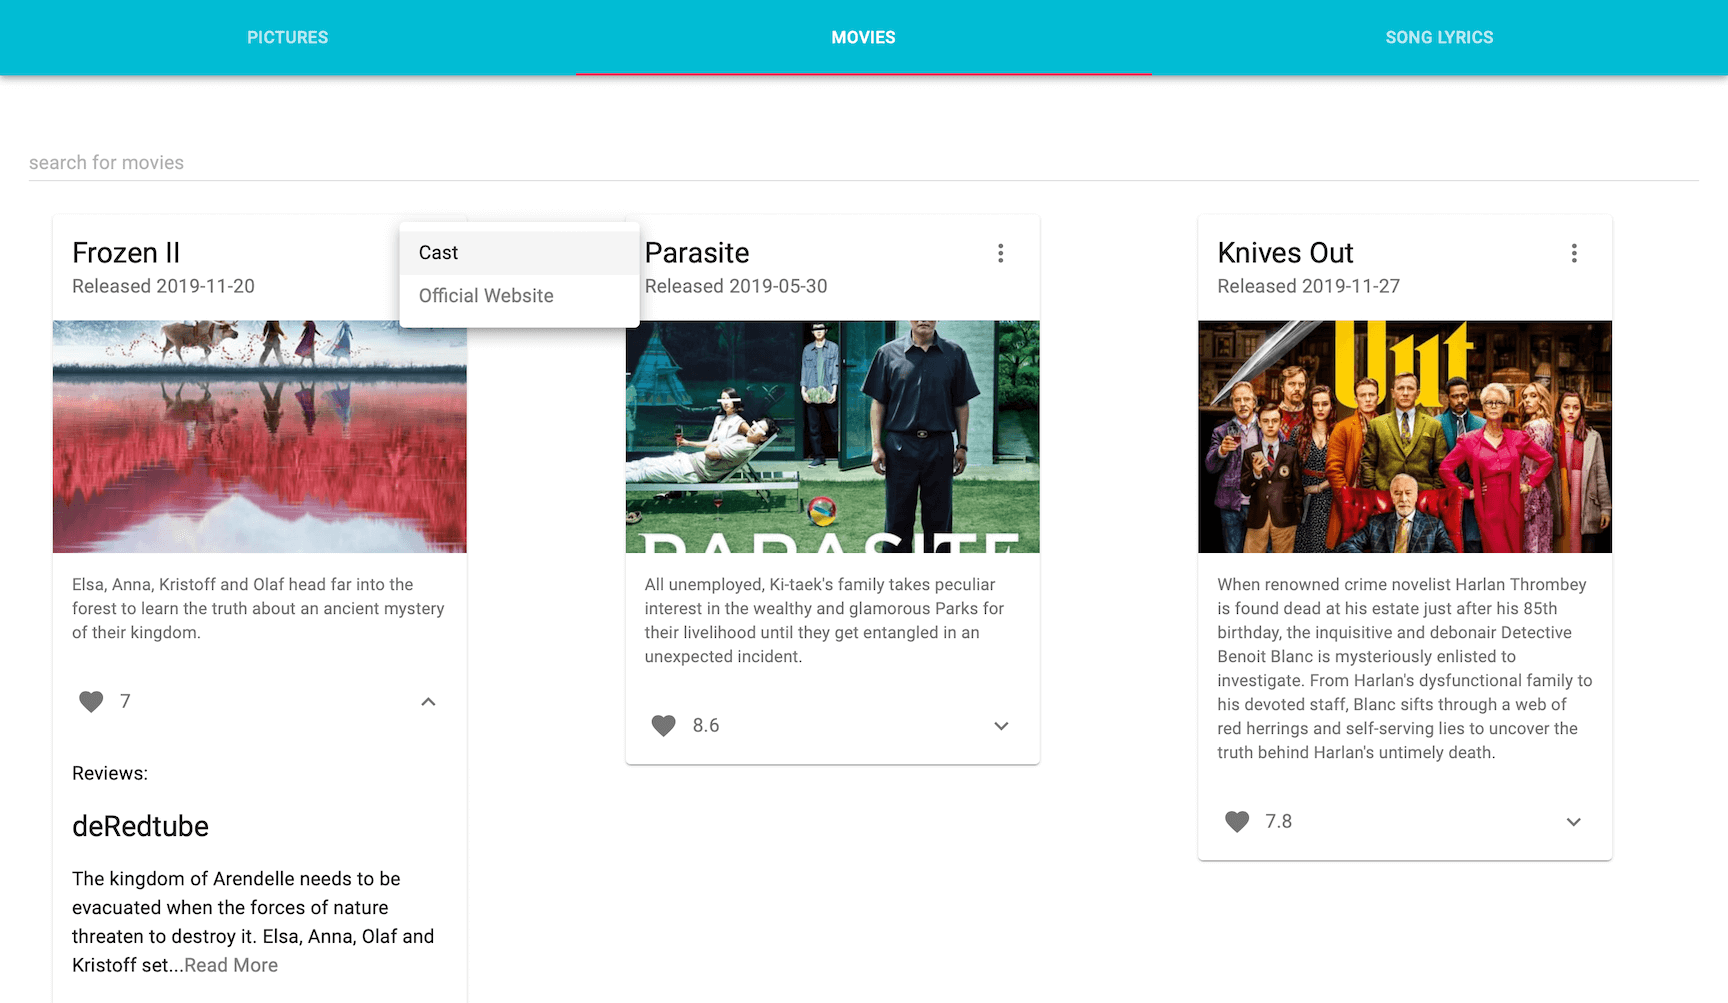 PICTURES
MOVIES
SONG LYRICS
search for movies
Frozen II
Released 2019-11-20
Cast
Official Website
Elsa, Anna, Kristoff and Olaf head far into the
forest to learn the truth about an ancient mystery
of their kingdom.
7
Reviews:
deRedtube
The kingdom of Arendelle needs to be
evacuated when the forces of nature
threaten to destroy it. Elsa, Anna, Olaf and
Kristoff set...Read More
Parasite
Released 2019-05-30
PARASITE
All unemployed, Ki-taek's family takes peculiar
interest in the wealthy and glamorous Parks for
their livelihood until they get entangled in an
unexpected incident.
8.6
Knives Out
Released 2019-11-27
Out
When renowned crime novelist Harlan Thrombey
is found dead at his estate just after his 85th
birthday, the inquisitive and debonair Detective
Benoit Blanc is mysteriously enlisted to
investigate. From Harlan's dysfunctional family to
his devoted staff, Blanc sifts through a web of
red herrings and self-serving lies to uncover the
truth behind Harlan's untimely death.
7.8